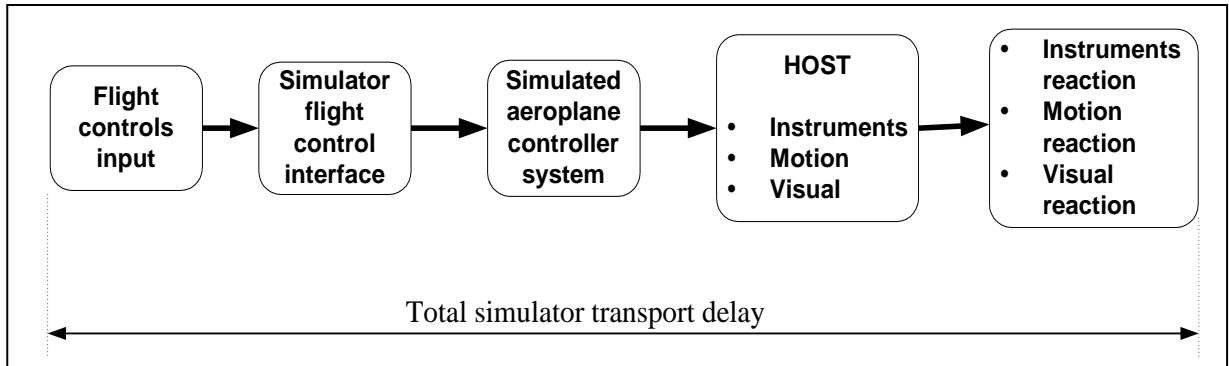 Flight
controls
input
Simulator
flight
control
interface
Simulated
aeroplane
controller
system
HOST
• Instruments
• Motion
• Visual
• Instruments
reaction
• Motion
reaction
• Visual
reaction
Total simulator transport delay